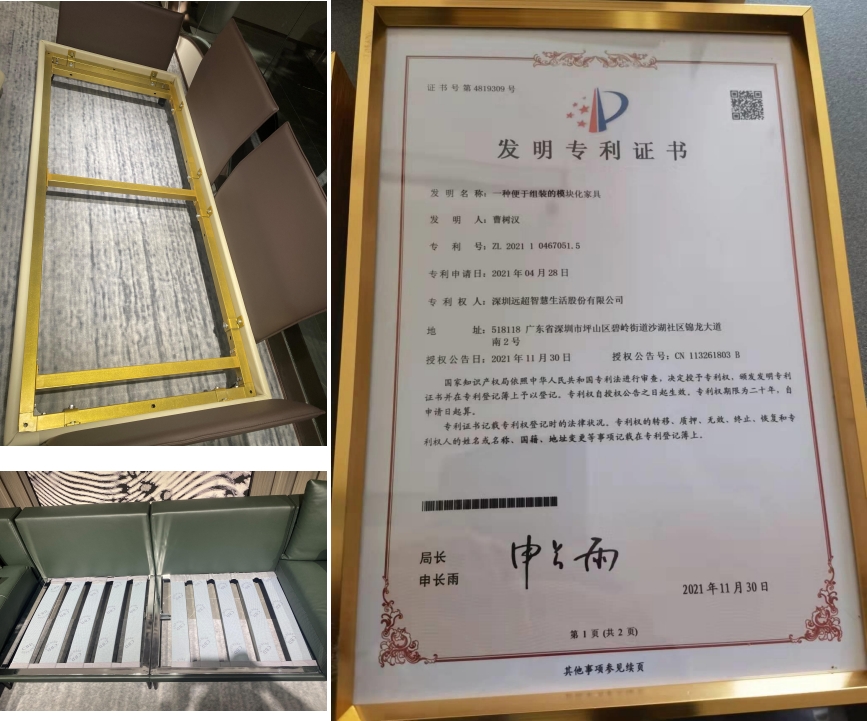 证书号第4819309号
发明专利证书
发明名称：一种便于组装的模块化家具
发明人：曹树汉
专利号：ZL 2021 1 0467051.5
专利申请日：2021年04月28日
专利权人：深圳远超智慧生活股份有限公司
地址：518118 广东省深圳市坪山区碧岭街道沙湖社区锦龙大道
南2号
授权公告日：2021年11月30日 授权公告号：CN 113261803 B
国家知识产权局依照中华人民共和国专利法进行审查，决定授予专利权，颁发发明专利
证书并在专利登记簿上予以登记。专利权自授权公告之日起生效。专利权期限为二十年，自
申请日起算。
专利证书记载专利权登记时的法律状况。专利权的转移、质押、无效、终止、恢复和专
利权人的姓名或名称、国籍、地址变更等事项记载在专利登记簿上。
局长
申长雨
申长雨
2021年11月30日
第1页（共2页）
其他事项参见续页